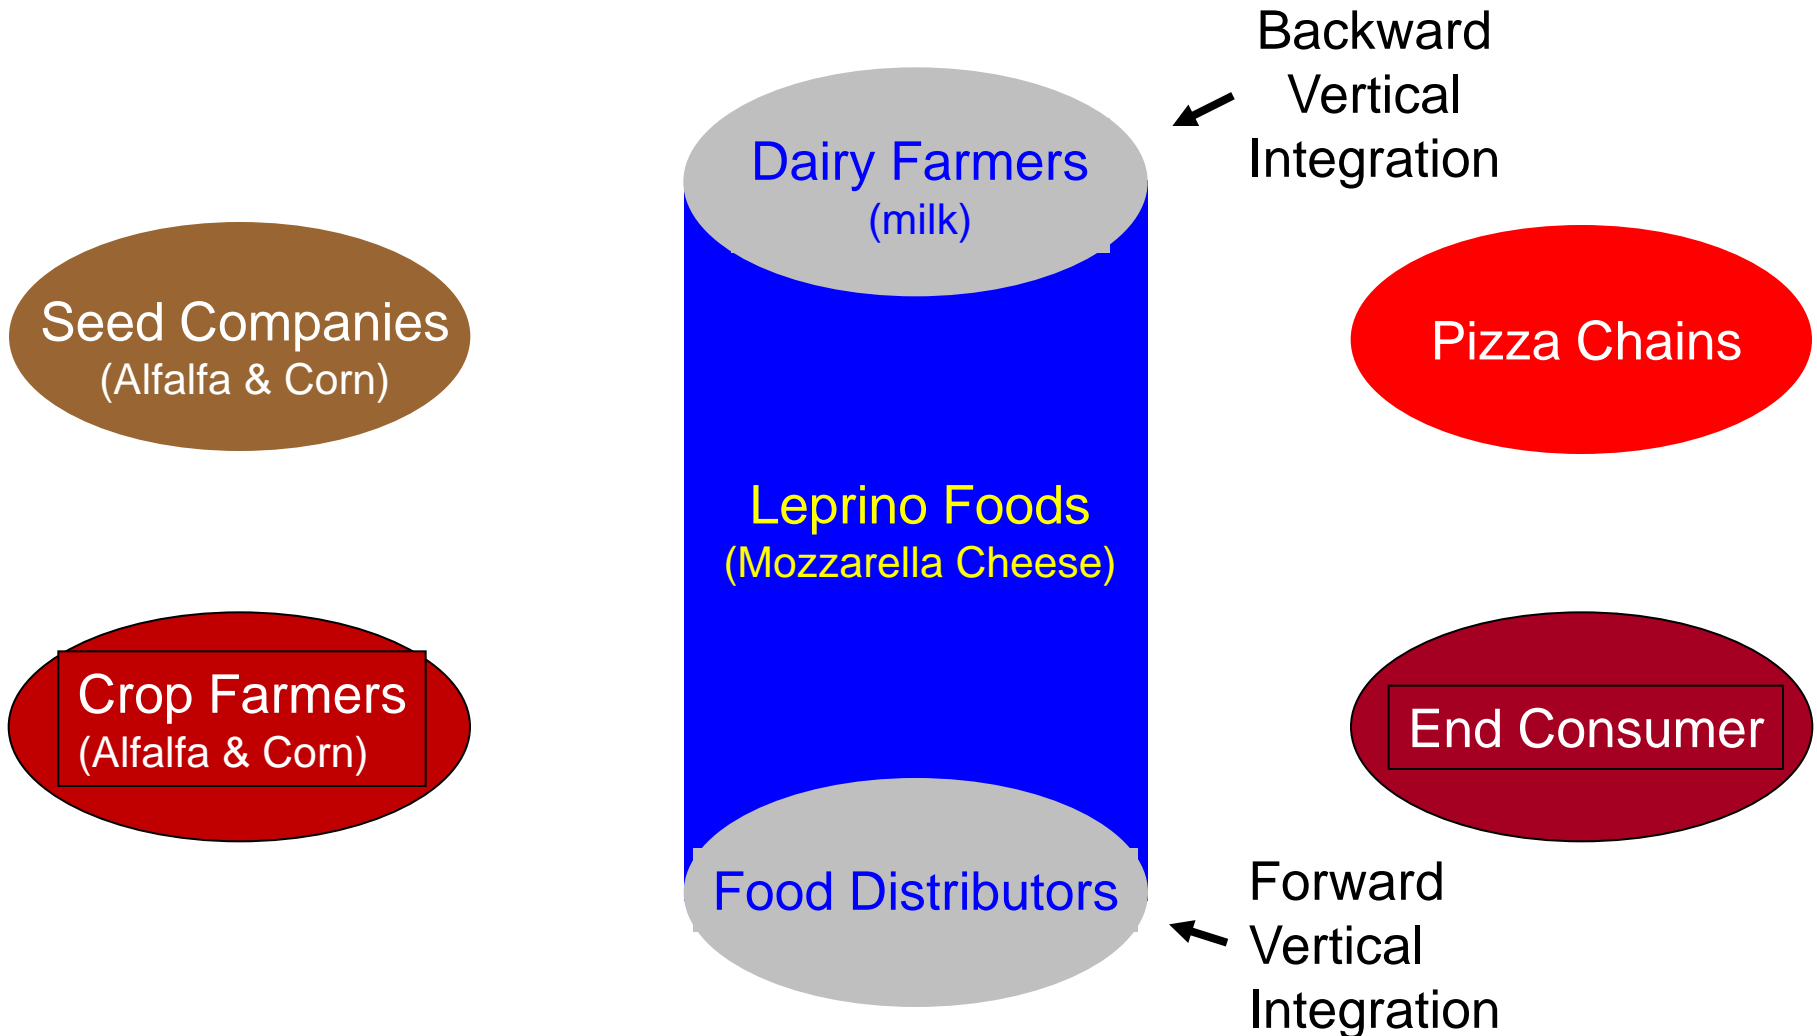 Backward
Vertical
Integration
Dairy Farmers
(milk)
Seed Companies
(Alfalfa & Corn)
Pizza Chains
Leprino Foods
(Mozzarella Cheese)
Crop Farmers
(Alfalfa & Corn)
End Consumer
Food Distributors
Forward
Vertical
Integration